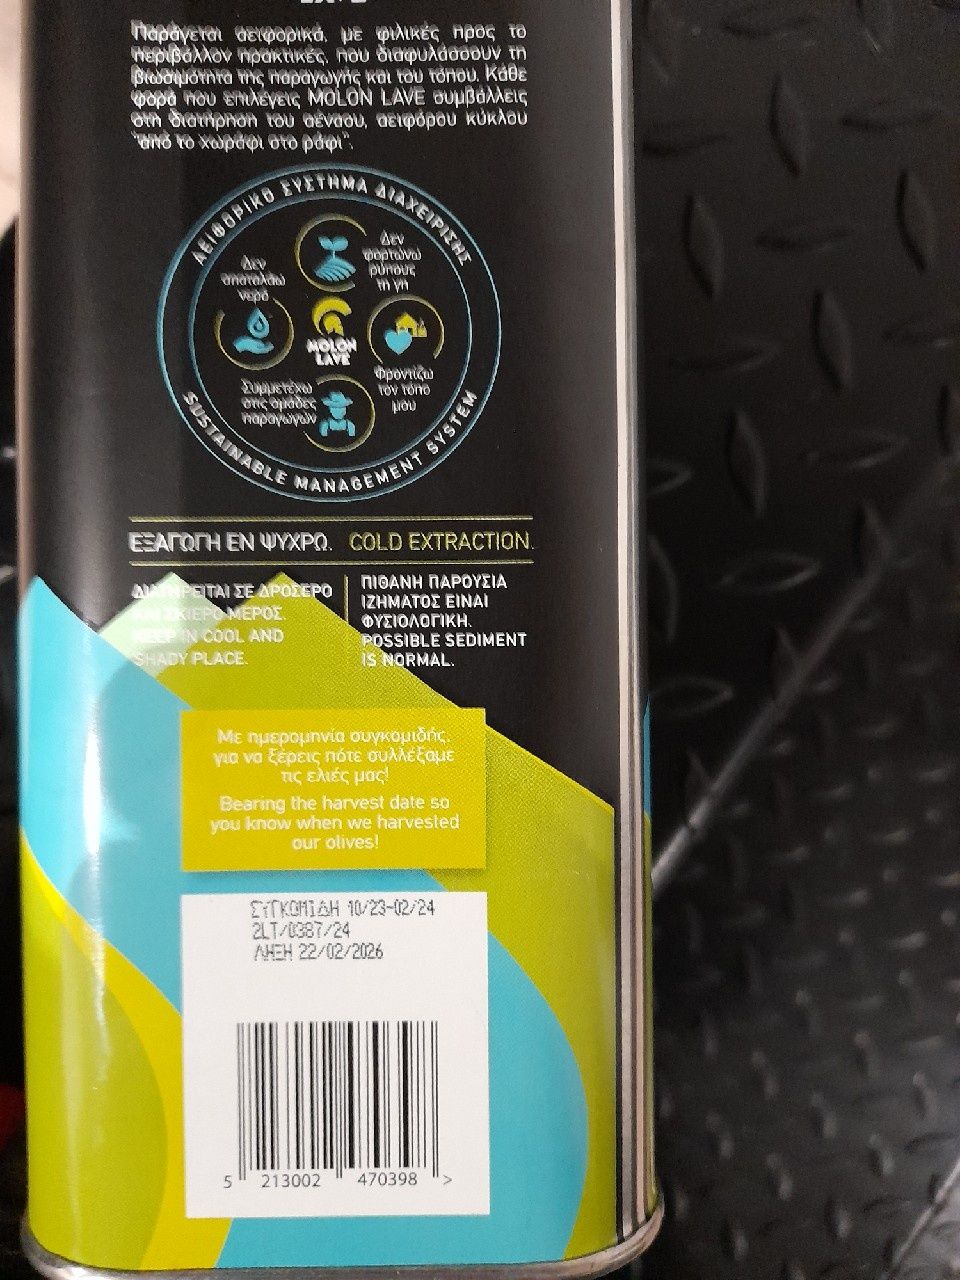 Παράγεται αειφορικά, με φιλικές προς το
περιβάλλον πρακτικές, που διαφυλάσσουν τη
βιωσιμότητα της παραγωγής και του τόπου. Κάθε
φορά που επιλέγεις MOLON LAVE συμβάλλεις
στη διατήρηση του αέναου, αειφόρου κύκλου
"από το χωράφι στο ράφι".
ΑΕΙΦΟΡΙΚΟ ΣΥΣΤΗΜΑ ΔΙΑΧΕΙΡΙΣΗΣ
Δεν
φορτώνω
ρύπους
τη γη
Δεν
σπαταλάω
νερό
MOLON
LAVE
Φροντίζω
τον τόπο
μου
Συμμετέχω
στις ομάδες
παραγωγών
SUSTAINABLE MANAGEMENT SYSTEM
ΕΞΑΓΩΓΗ ΕΝ ΨΥΧΡΩ. COLD EXTRACTION.
ΔΙΑΤΗΡΕΙΤΑΙ ΣΕ ΔΡΟΣΕΡΟ
ΚΑΙ ΣΚΙΕΡΟ ΜΕΡΟΣ.
KEEP IN COOL AND
SHADY PLACE.
ΠΙΘΑΝΗ ΠΑΡΟΥΣΙΑ
ΙΖΗΜΑΤΟΣ ΕΙΝΑΙ
ΦΥΣΙΟΛΟΓΙΚΗ.
POSSIBLE SEDIMENT
IS NORMAL.
Με ημερομηνία συγκομιδής,
για να ξέρεις πότε συλλέξαμε
τις ελιές μας!
Bearing the harvest date so
you know when we harvested
our olives!
ΣΥΓΚΟΜΙΔΗ 10/23-02/24
2LT/0387/24
ΛΗΞΗ 22/02/2026
5 213002 470398 >